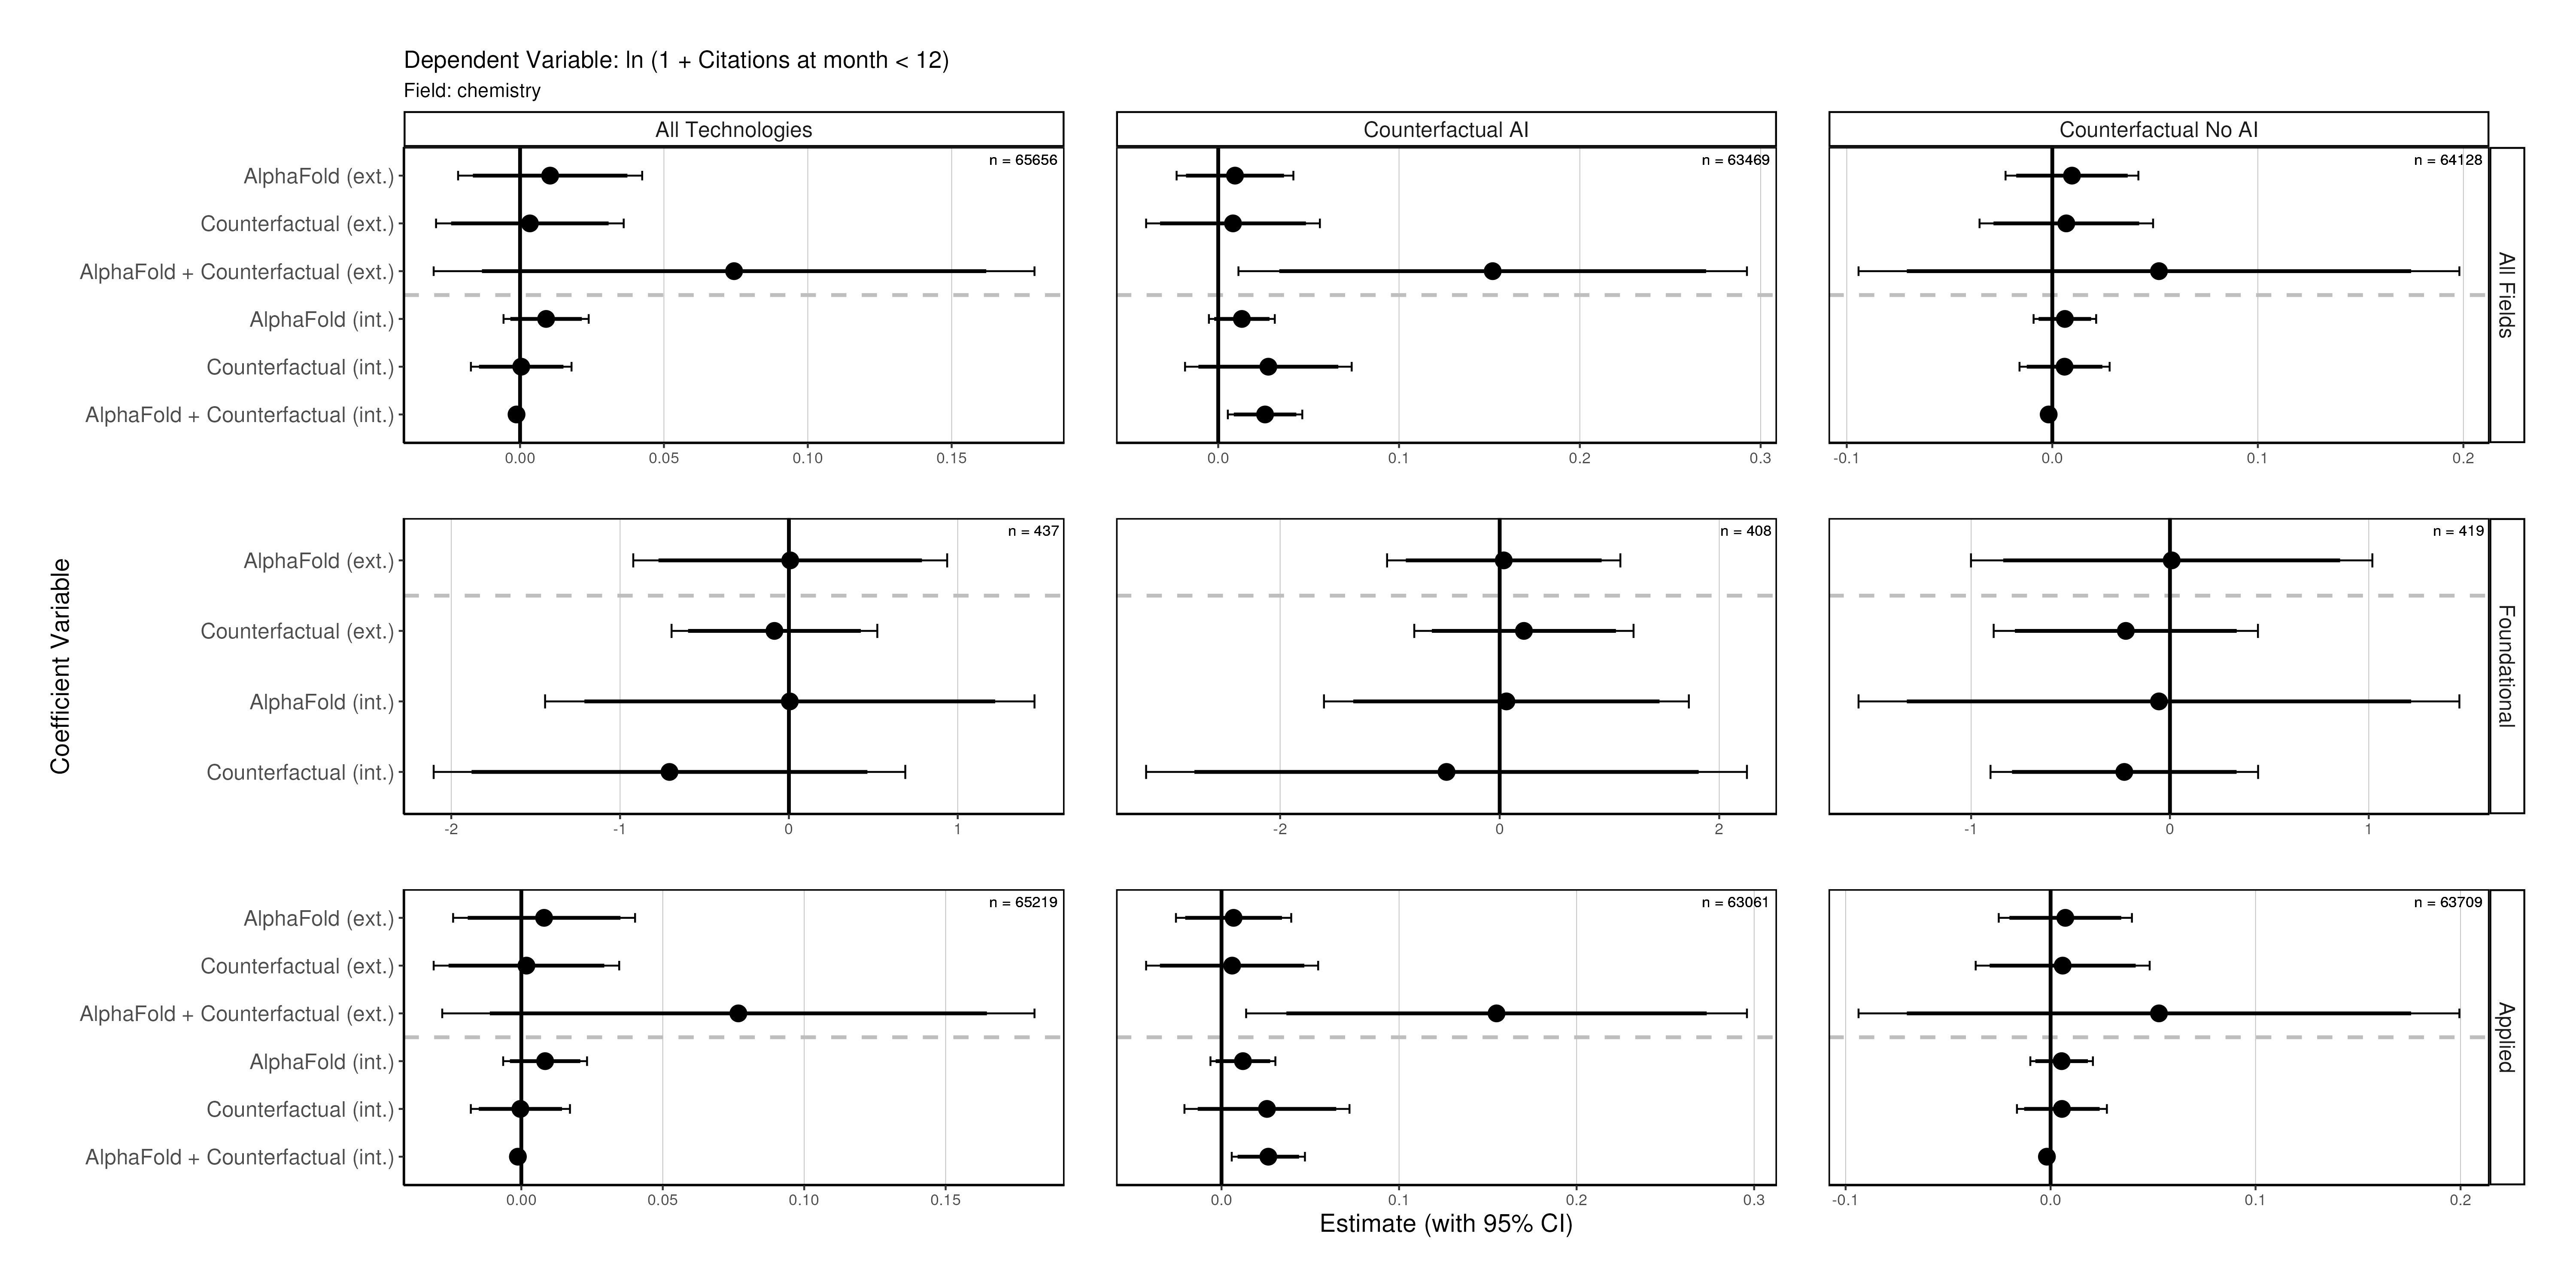 Dependent Variable: ln (1 + Citations at month < 12)
Field: chemistry
All Technologies
Counterfactual AI
Counterfactual No AI
n = 65656
n = 63469
n = 64128
AlphaFold (ext.)
Counterfactual (ext.)
AlphaFold + Counterfactual (ext.)
AlphaFold (int.)
Counterfactual (int.)
AlphaFold + Counterfactual (int.)
All Fields
0.00 0.05 0.10 0.15
0.0 0.1 0.2 0.3
-0.1 0.0 0.1 0.2
Coefficient Variable
n = 437
n = 408
n = 419
AlphaFold (ext.)
Counterfactual (ext.)
AlphaFold (int.)
Counterfactual (int.)
Foundational
-2 -1 0 1
-2 0 2
-1 0 1
n = 65219
n = 63061
n = 63709
AlphaFold (ext.)
Counterfactual (ext.)
AlphaFold + Counterfactual (ext.)
AlphaFold (int.)
Counterfactual (int.)
AlphaFold + Counterfactual (int.)
Applied
0.00 0.05 0.10 0.15
0.0 0.1 0.2 0.3
-0.1 0.0 0.1 0.2
Estimate (with 95% CI)